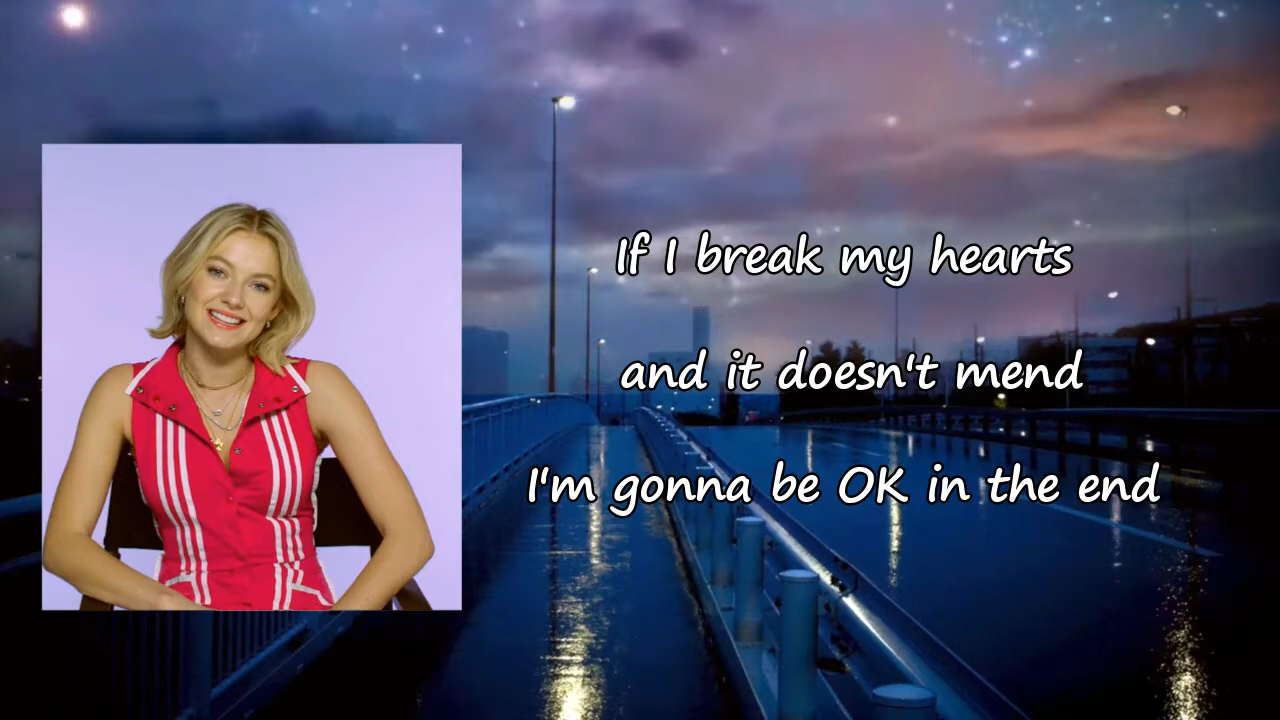 If I break my hearts
and it doesn't mend
I'm gonna be OK in the end